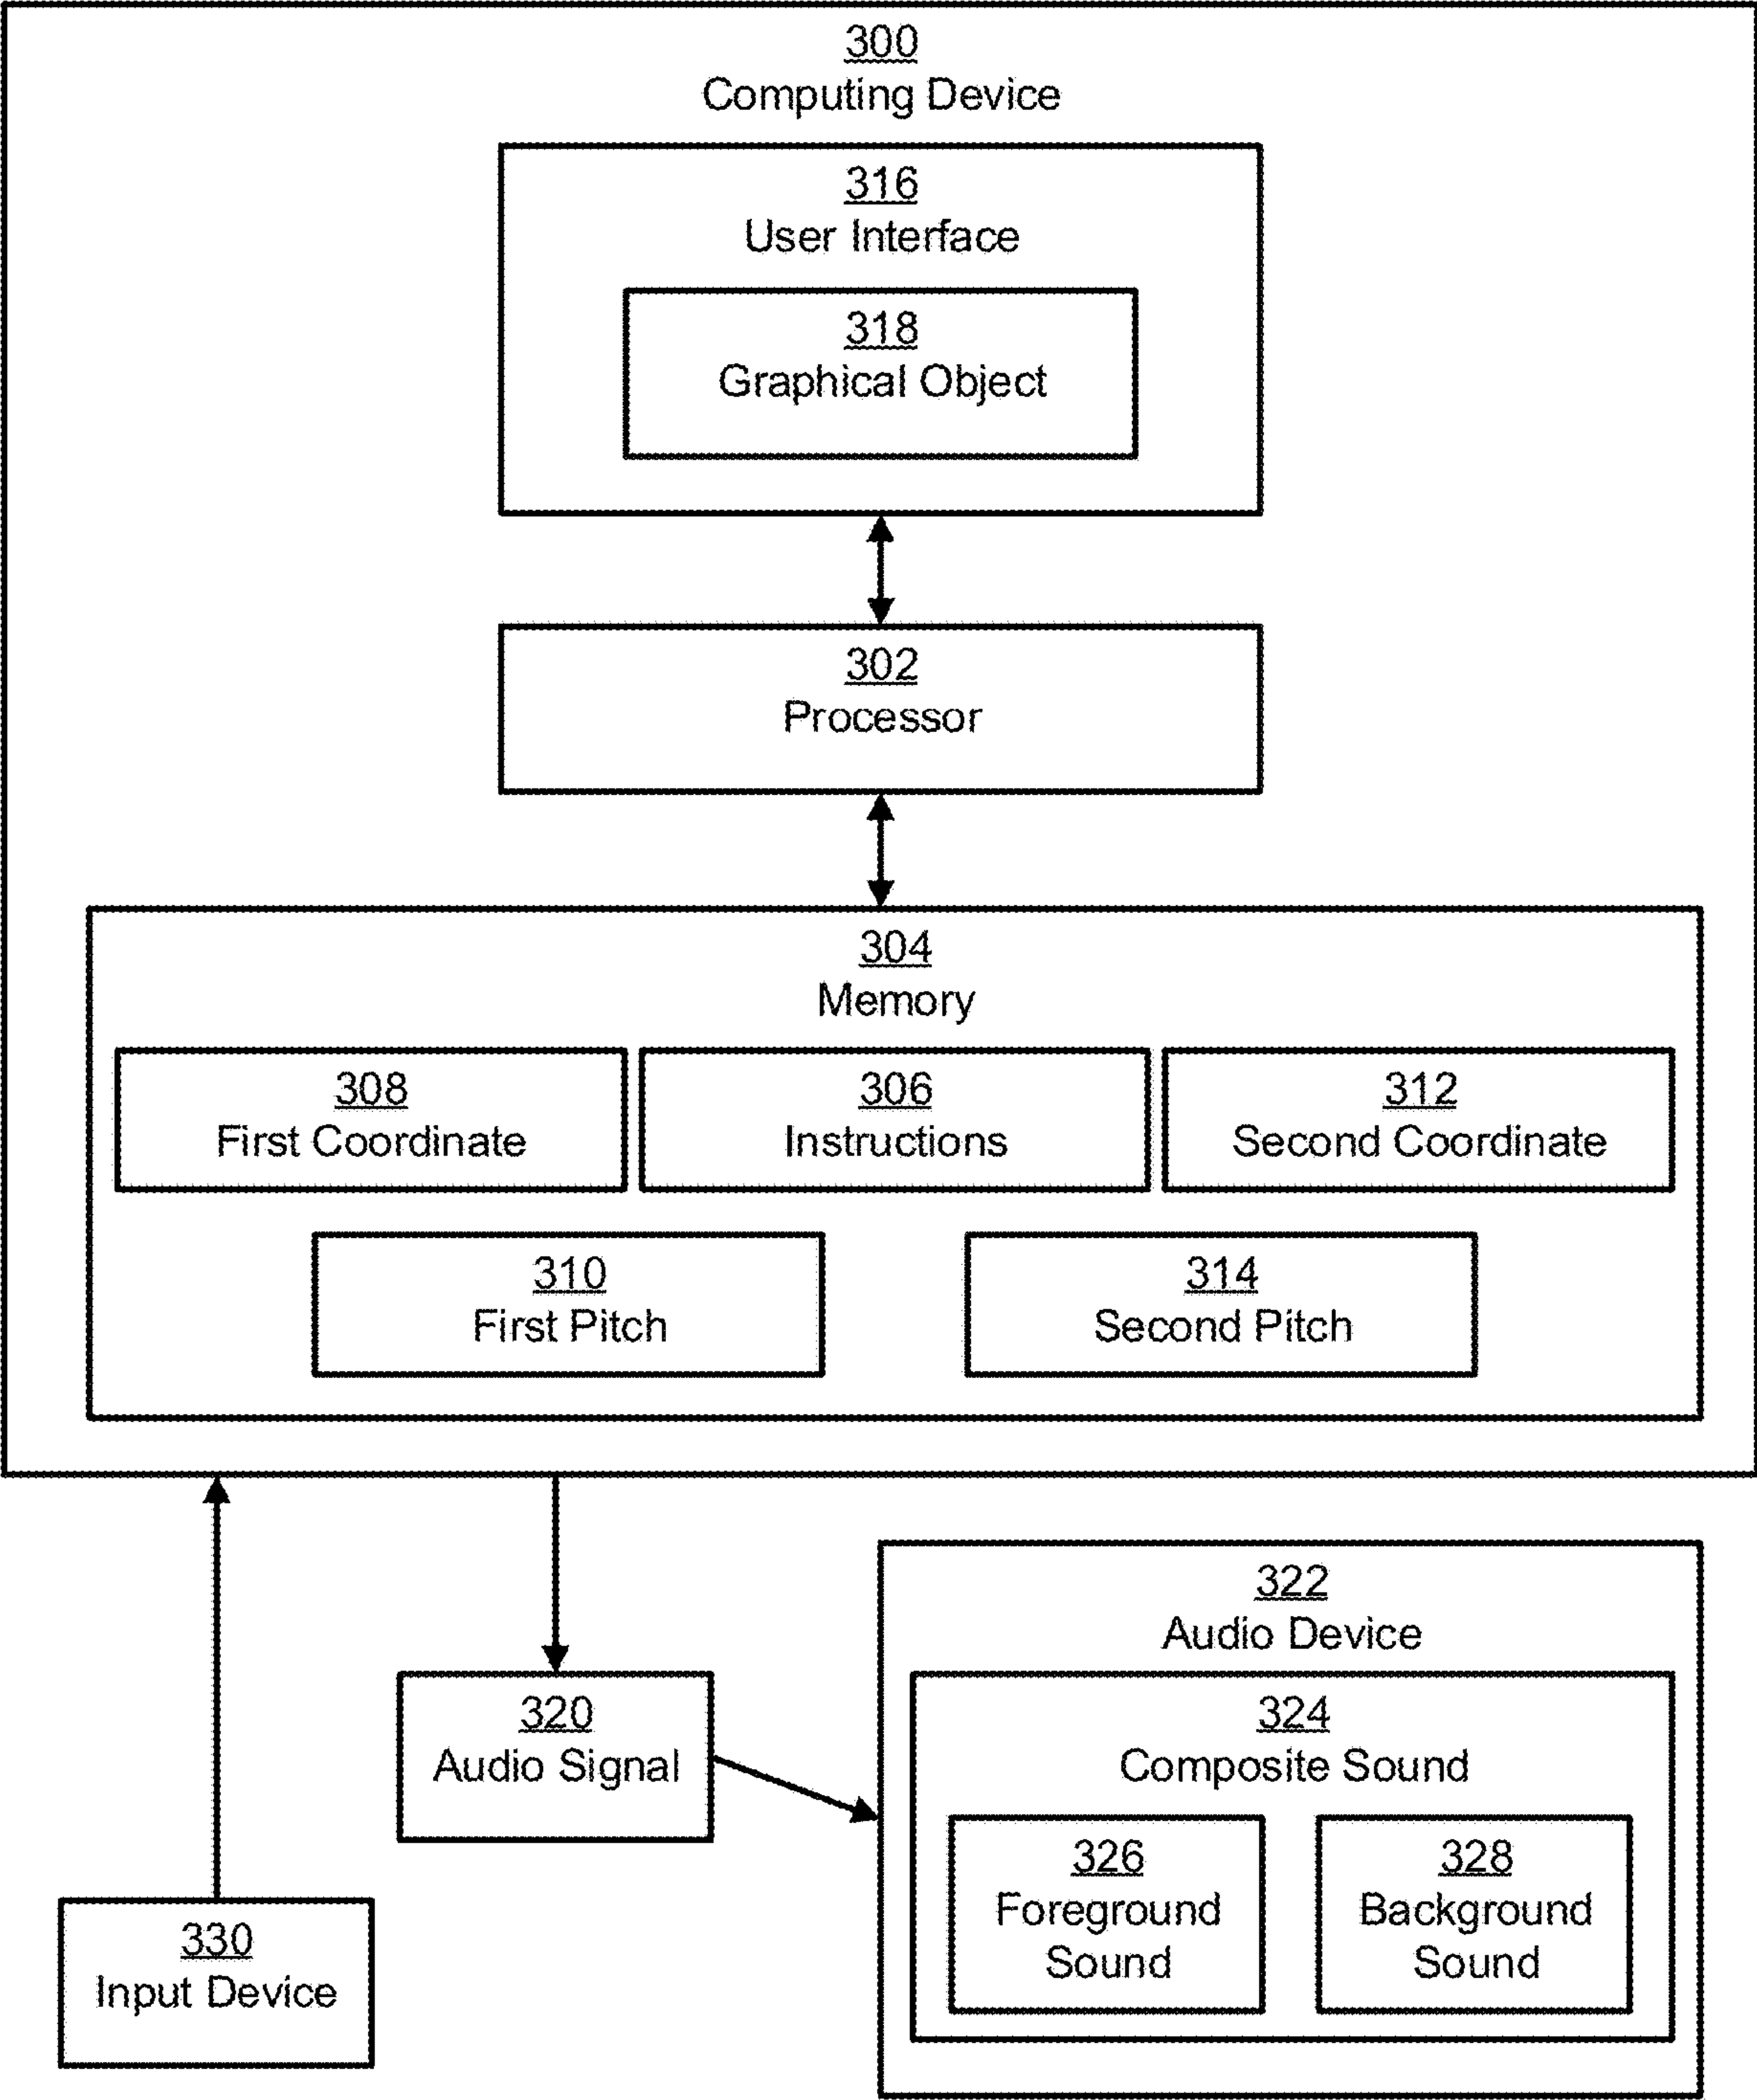 300
Computing Device
316
User Interface
318
Graphical Object
302
Processor
304
Memory
308
First Coordinate
306
Instructions
312
Second Coordinate
310
First Pitch
314
Second Pitch
322
Audio Device
320
Audio Signal
324
Composite Sound
326
Foreground
Sound
328
Background
Sound
330
Input Device